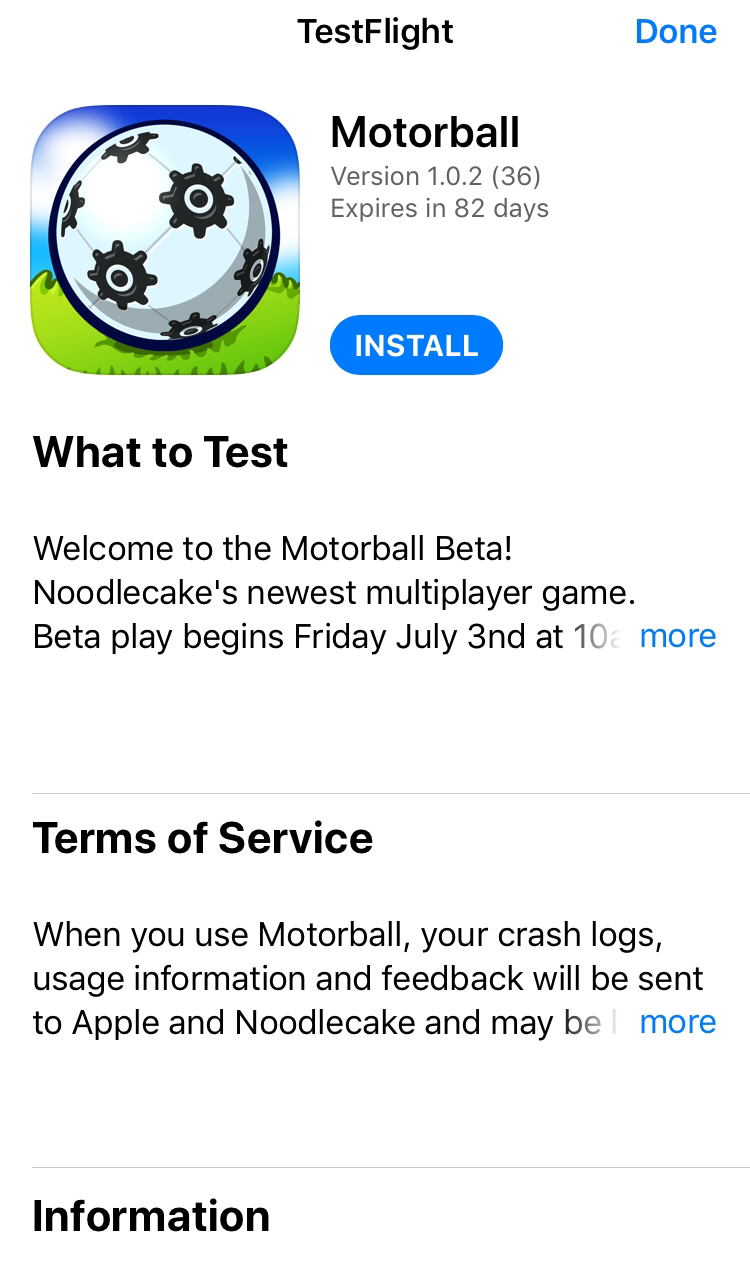 TestFlight
Done
Motorball
Version 1.0.2 (36)
Expires in 82 days
INSTALL
What to Test
Welcome to the Motorball Beta!
Noodlecake's newest multiplayer game.
Beta play begins Friday July 3nd at 10a more
Terms of Service
When you use Motorball, your crash logs,
usage information and feedback will be sent
to Apple and Noodlecake and may be more
Information